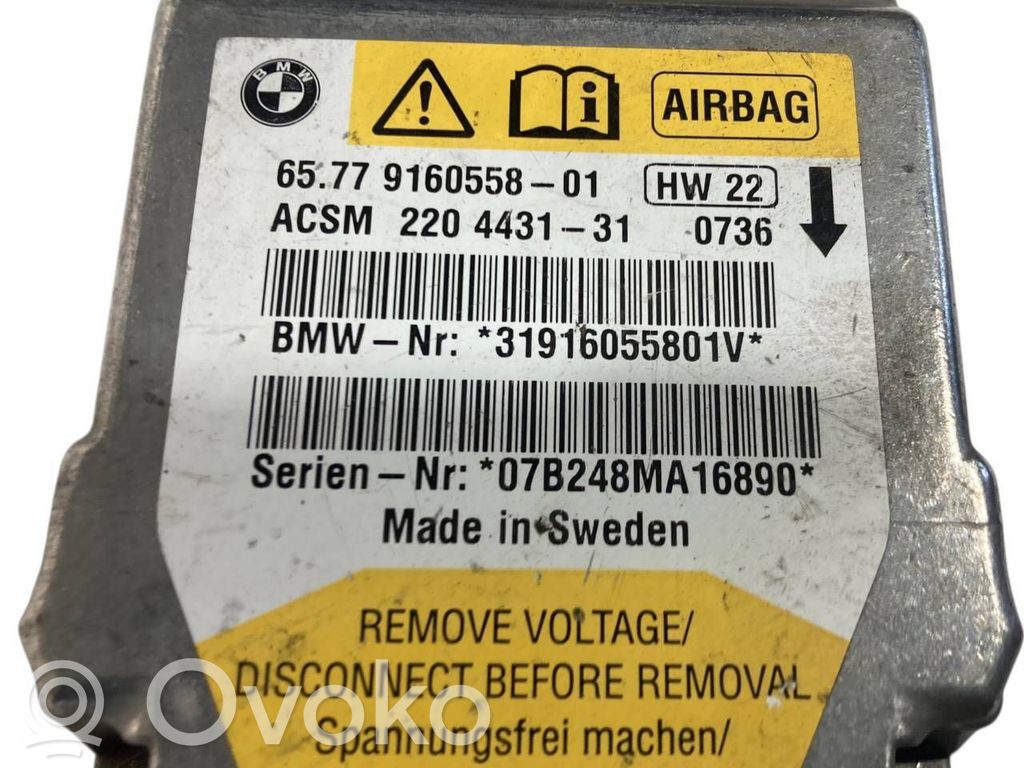 BMW
AIRBAG
65.77 9160558-01 HW 22
ACSM 220 4431-31 0736
BMW-Nr: *31916055801V*
Serien-Nr: *07B248MA16890*
Made in Sweden
REMOVE VOLTAGE/
DISCONNECT BEFORE REMOVAL
Spannungsfrei machen/
Ovoko